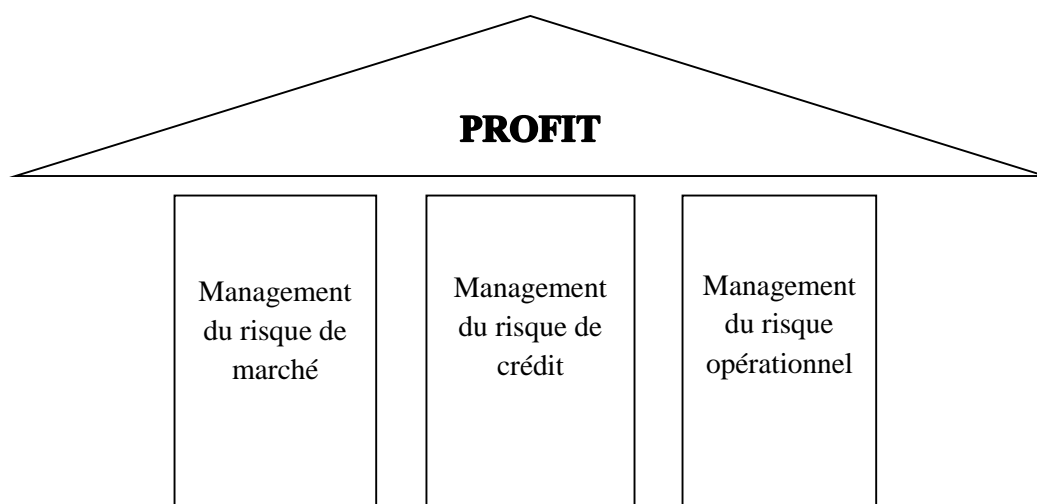 PROFIT
Management
du risque de
marché
Management
du risque de
crédit
Management
du risque
opérationnel